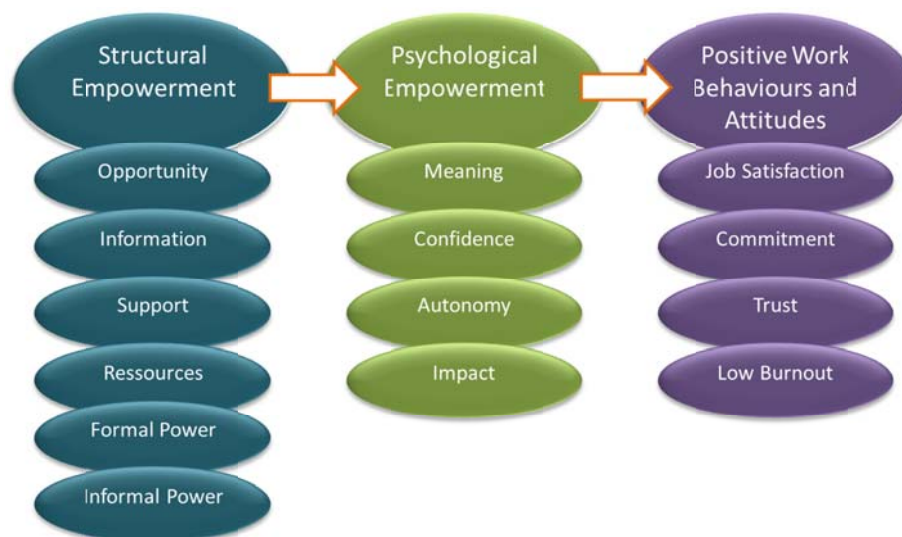 Structural
Empowerment
Opportunity
Information
Support
Ressources
Formal Power
Informal Power
Psychological
Empowerment
Meaning
Confidence
Autonomy
Impact
Positive Work
Behaviours and
Attitudes
Job Satisfaction
Commitment
Trust
Low Burnout